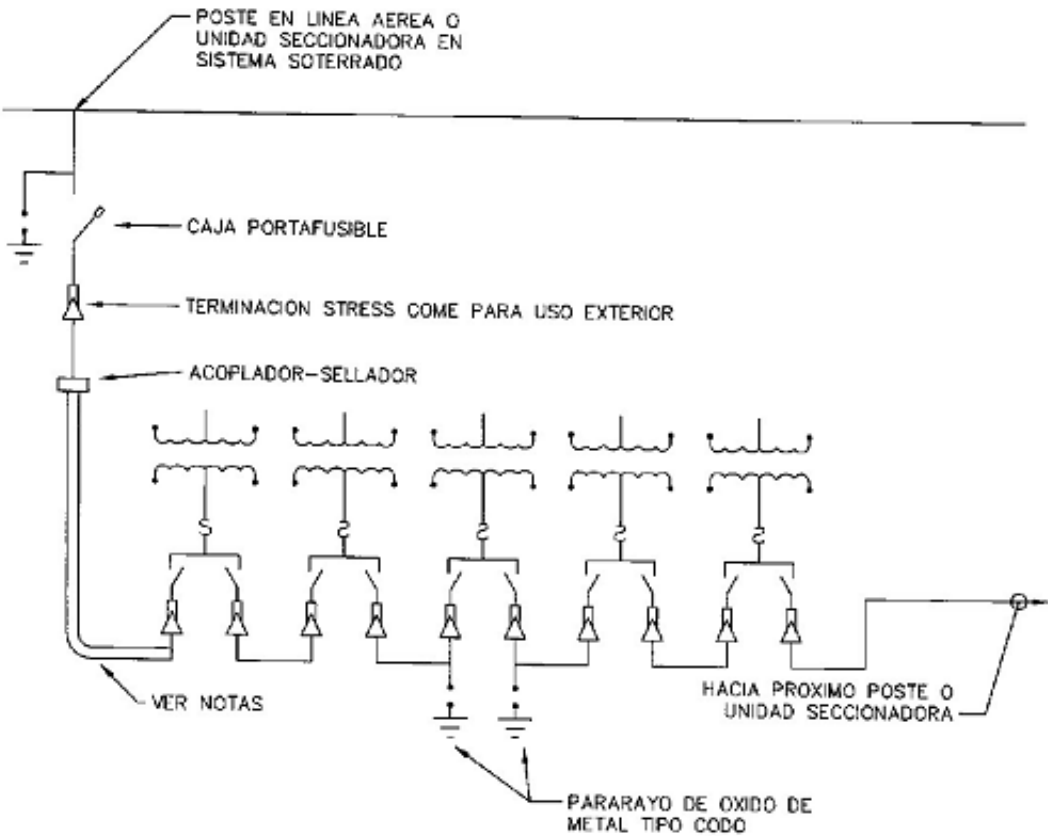 POSTE EN LINEA AEREA O
UNIDAD SECCIONADORA EN
SISTEMA SOTERRADO
CAJA PORTAFUSIBLE
TERMINACION STRESS COME PARA USO EXTERIOR
ACOPLADOR-SELLADOR
VER NOTAS
HACIA PROXIMO POSTE O
UNIDAD SECCIONADORA
PARARAYO DE OXIDO DE
METAL TIPO CODO